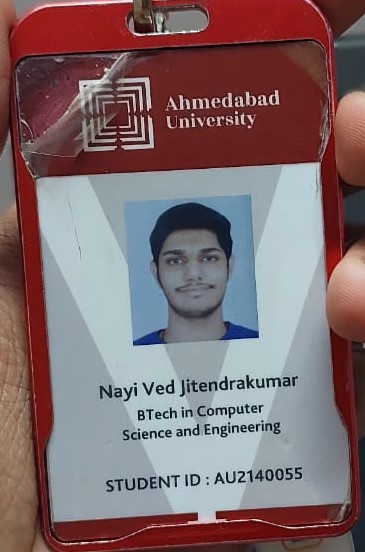 Ahmedabad
University
Nayi Ved Jitendrakumar
BTech in Computer
Science and Engineering
STUDENT ID : AU2140055